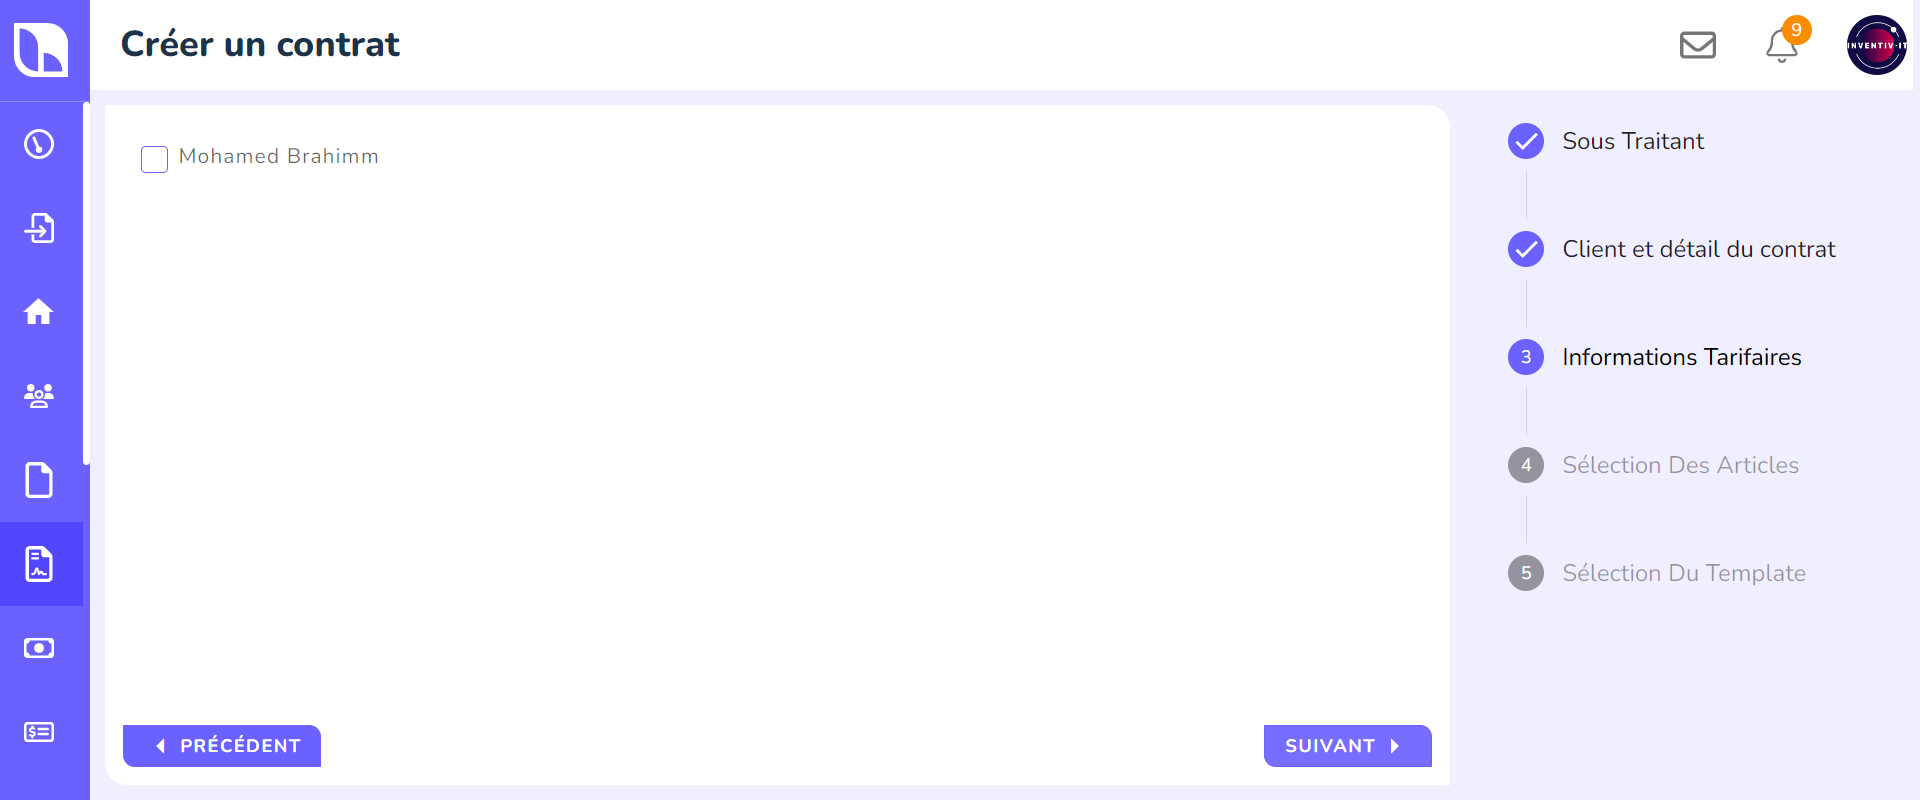 Créer un contrat
9
INVENTIV-IT
Mohamed Brahimm
Sous Traitant
Client et détail du contrat
3 Informations Tarifaires
4 Sélection Des Articles
5 Sélection Du Template
PRÉCÉDENT
SUIVANT